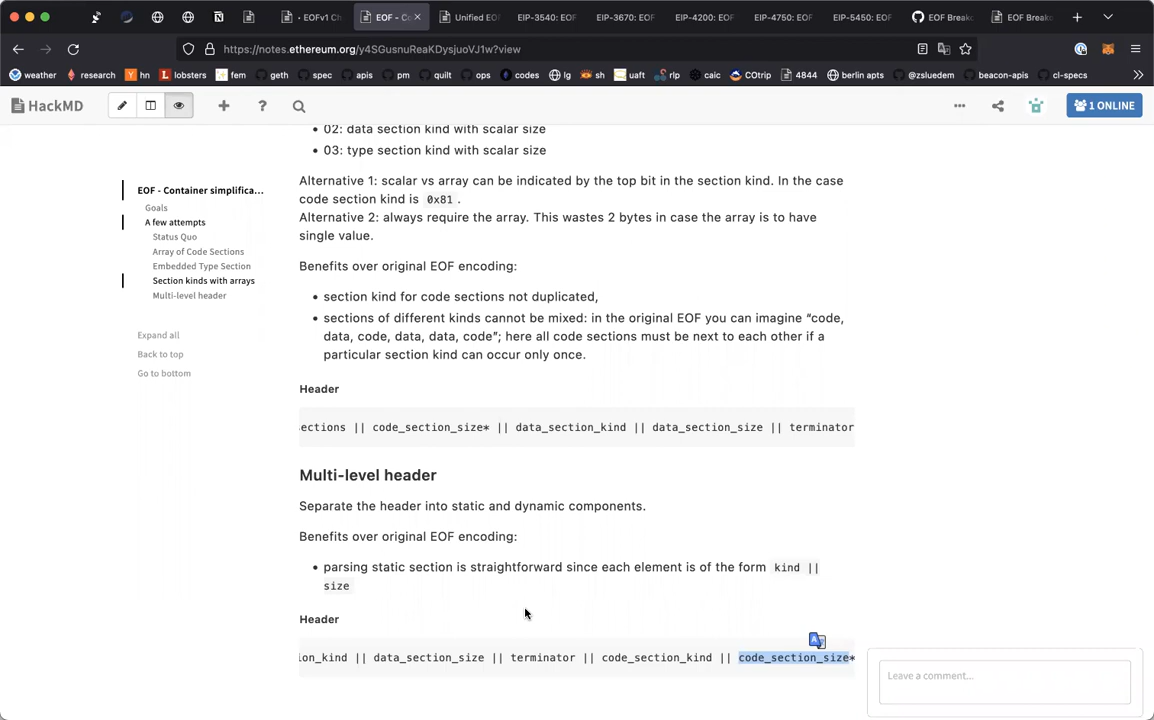 • EOFv1 Ch
EOF - Co
Unified EO
EIP-3540: EOF
EIP-3670: EOF
EIP-4200: EOF
EIP-4750: EOF
EIP-5450: EOF
EOF Break
EOF Breako
https://notes.ethereum.org/y4SGusnuReaKDysjuoVJ1w?view
weather research hn lobsters fem geth spec apis pm quilt ops codes lg sh uaft rlp calc COtrip 4844 berlin apts @zsluedem beacon-apis cl-specs
HackMD
1 ONLINE
02: data section kind with scalar size
03: type section kind with scalar size
Alternative 1: scalar vs array can be indicated by the top bit in the section kind. In the case
code section kind is 0x81 .
Alternative 2: always require the array. This wastes 2 bytes in case the array is to have
single value.
Benefits over original EOF encoding:
section kind for code sections not duplicated,
sections of different kinds cannot be mixed: in the original EOF you can imagine “code,
data, code, data, data, code”; here all code sections must be next to each other if a
particular section kind can occur only once.
Header
ections || code_section_size* || data_section_kind || data_section_size || terminator
Multi-level header
Separate the header into static and dynamic components.
Benefits over original EOF encoding:
parsing static section is straightforward since each element is of the form kind ||
size
Header
ion_kind || data_section_size || terminator || code_section_kind || code_section_size*
EOF - Container simplifica...
Goals
A few attempts
Status Quo
Array of Code Sections
Embedded Type Section
Section kinds with arrays
Multi-level header
Expand all
Back to top
Go to bottom
Leave a comment...